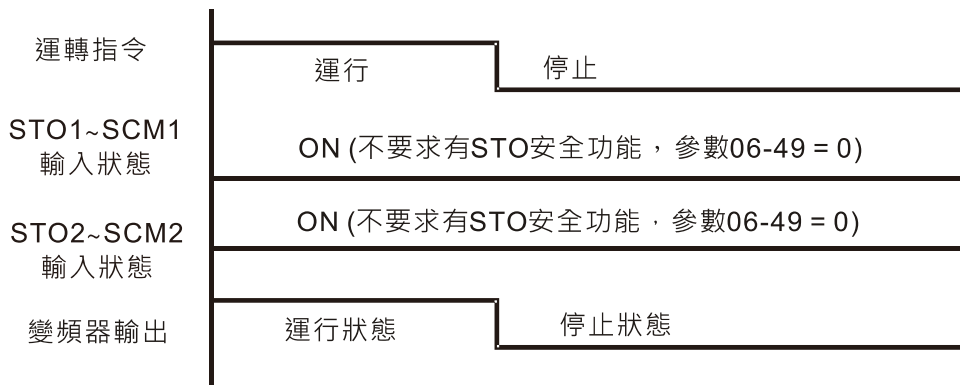 運轉指令
運行
停止
STO1~SCM1
輸入狀態
ON (不要求有STO安全功能，參數06-49 = 0)
STO2~SCM2
輸入狀態
ON (不要求有STO安全功能，參數06-49 = 0)
變頻器輸出
運行狀態
停止狀態